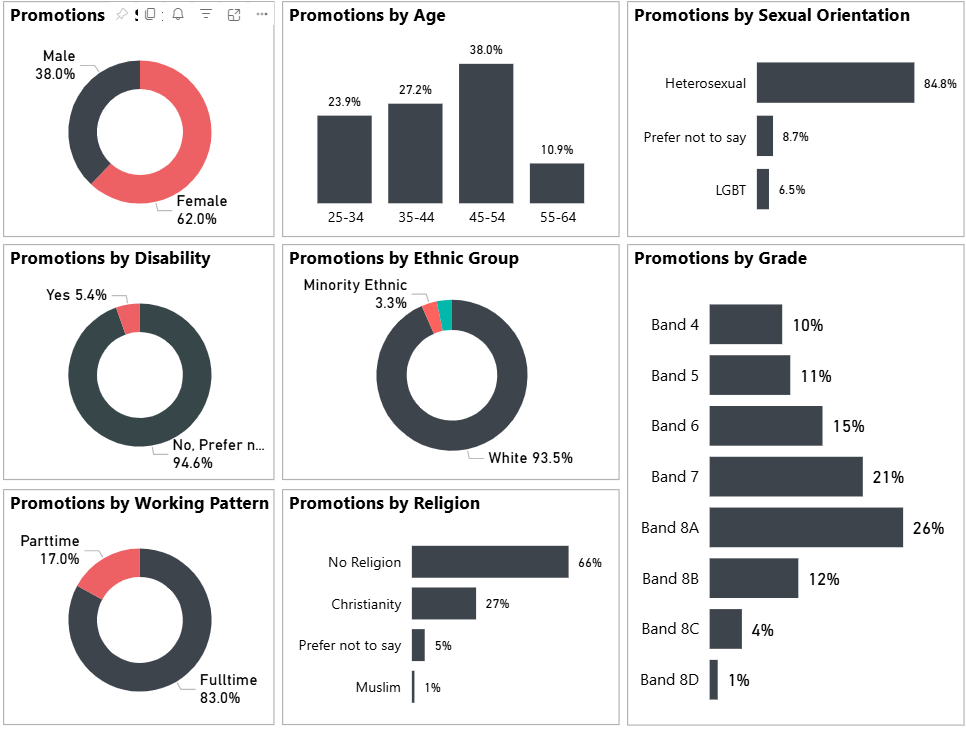 Promotions
Male
38.0%
Female
62.0%
Promotions by Age
23.9%
27.2%
38.0%
10.9%
25-34
35-44
45-54
55-64
Promotions by Sexual Orientation
Heterosexual
84.8%
Prefer not to say
8.7%
LGBT
6.5%
Promotions by Disability
Yes 5.4%
No, Prefer n...
94.6%
Promotions by Ethnic Group
Minority Ethnic
3.3%
White 93.5%
Promotions by Grade
Band 4
10%
Band 5
11%
Band 6
15%
Band 7
21%
Band 8A
26%
Band 8B
12%
Band 8C
4%
Band 8D
1%
Promotions by Working Pattern
Parttime
17.0%
Fulltime
83.0%
Promotions by Religion
No Religion
66%
Christianity
27%
Prefer not to say
5%
Muslim
1%